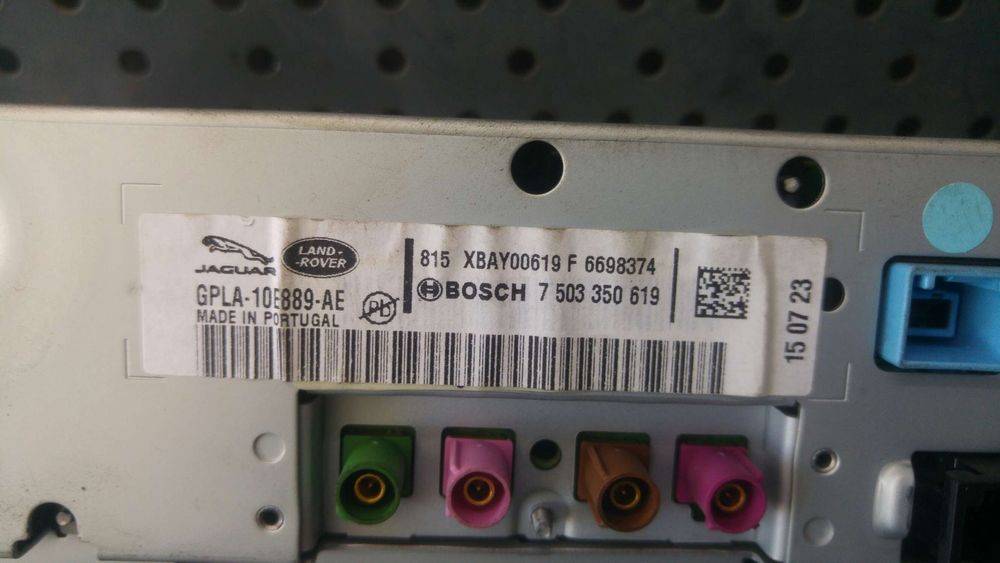 JAGUAR
LAND-
-ROVER
815 XBAY00619 F 6698374
GPLA-10E889-AE
Pb
BOSCH 7 503 350 619
MADE IN PORTUGAL
15 07 23